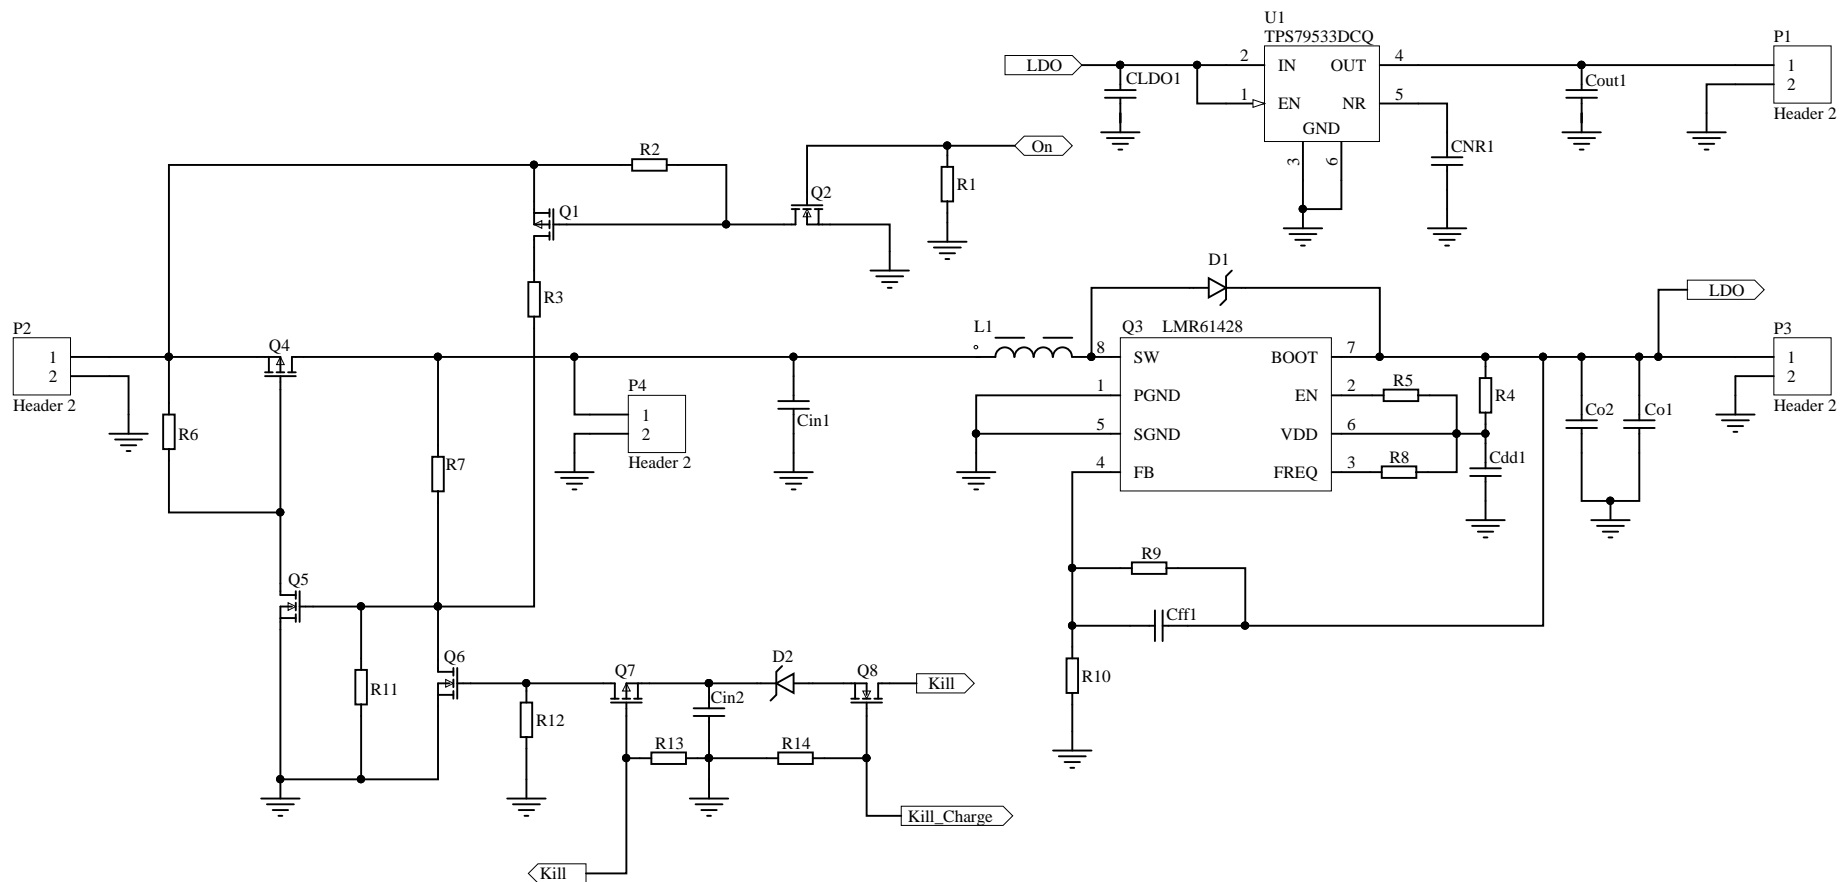 U1
TPS79533DCQ
P1
LDO
2
IN
OUT
4
1
CLDO1
Cout1
2
1
EN
NR
5
Header 2
GND
R2
On
CNR1
3
6
R1
Q2
Q1
D1
R3
LDO
L1
Q3
LMR61428
P2
P3
Q4
1
8
SW
BOOT
7
1
2
P4
2
1
PGND
EN
2
R5
R4
Header 2
1
Cin1
Header 2
R6
2
5
SGND
VDD
6
Co2
Co1
Header 2
R7
4
FB
FREQ
3
R8
Cdd1
R9
Q5
Cff1
Q6
Q7
D2
Q8
R10
R11
Cin2
Kill
R12
R13
R14
Kill_Charge
Kill